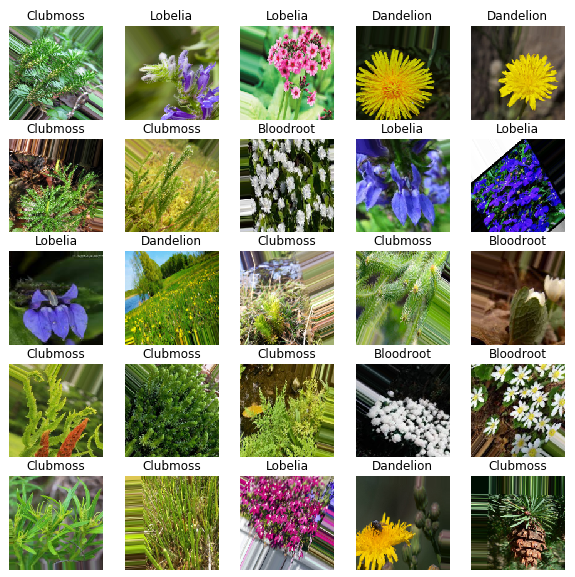 Clubmoss Lobelia Lobelia Dandelion Dandelion
Clubmoss Clubmoss Bloodroot Lobelia Lobelia
Lobelia Dandelion Clubmoss Clubmoss Bloodroot
Clubmoss Clubmoss Clubmoss Bloodroot Bloodroot
Clubmoss Clubmoss Lobelia Dandelion Clubmoss